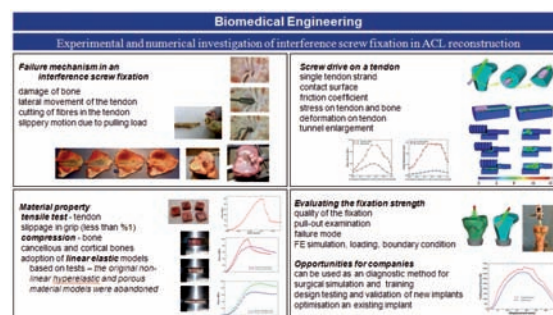 Biomedical Engineering
Experimental and numerical investigation of interference screw fixation in ACL reconstruction
Failure mechanism in an
interference screw fixation
damage of bone
lateral movement of the tendon
cutting of fibres in the tendon
slippery motion due to pulling load
Screw drive on a tendon
single tendon strand
contact surface
friction coefficient
stress on tendon and bone
deformation on tendon
tunnel enlargement
Material property
tensile test - tendon
slippage in grip (less than %1)
compression - bone
cancellous and cortical bones
adoption of linear elastic models
based on tests – the original non-
linear hyperelastic and porous
material models were abandoned
Evaluating the fixation strength
quality of the fixation
pull-out examination
failure mode
FE simulation, loading, boundary condition
Opportunities for companies
can be used as an diagnostic method for
surgical simulation and training
design testing and validation of new implants
optimisation an existing implant